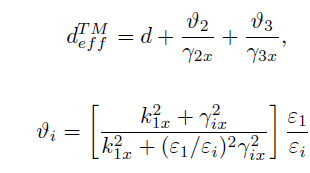 d_{eff}^{TM} = d + \frac{\vartheta_2}{\gamma_{2x}} + \frac{\vartheta_3}{\gamma_{3x}},
\vartheta_i = \left[ \frac{k_{1x}^2 + \gamma_{ix}^2}{k_{1x}^2 + (\varepsilon_1/\varepsilon_i)^2 \gamma_{ix}^2} \right] \frac{\varepsilon_1}{\varepsilon_i}